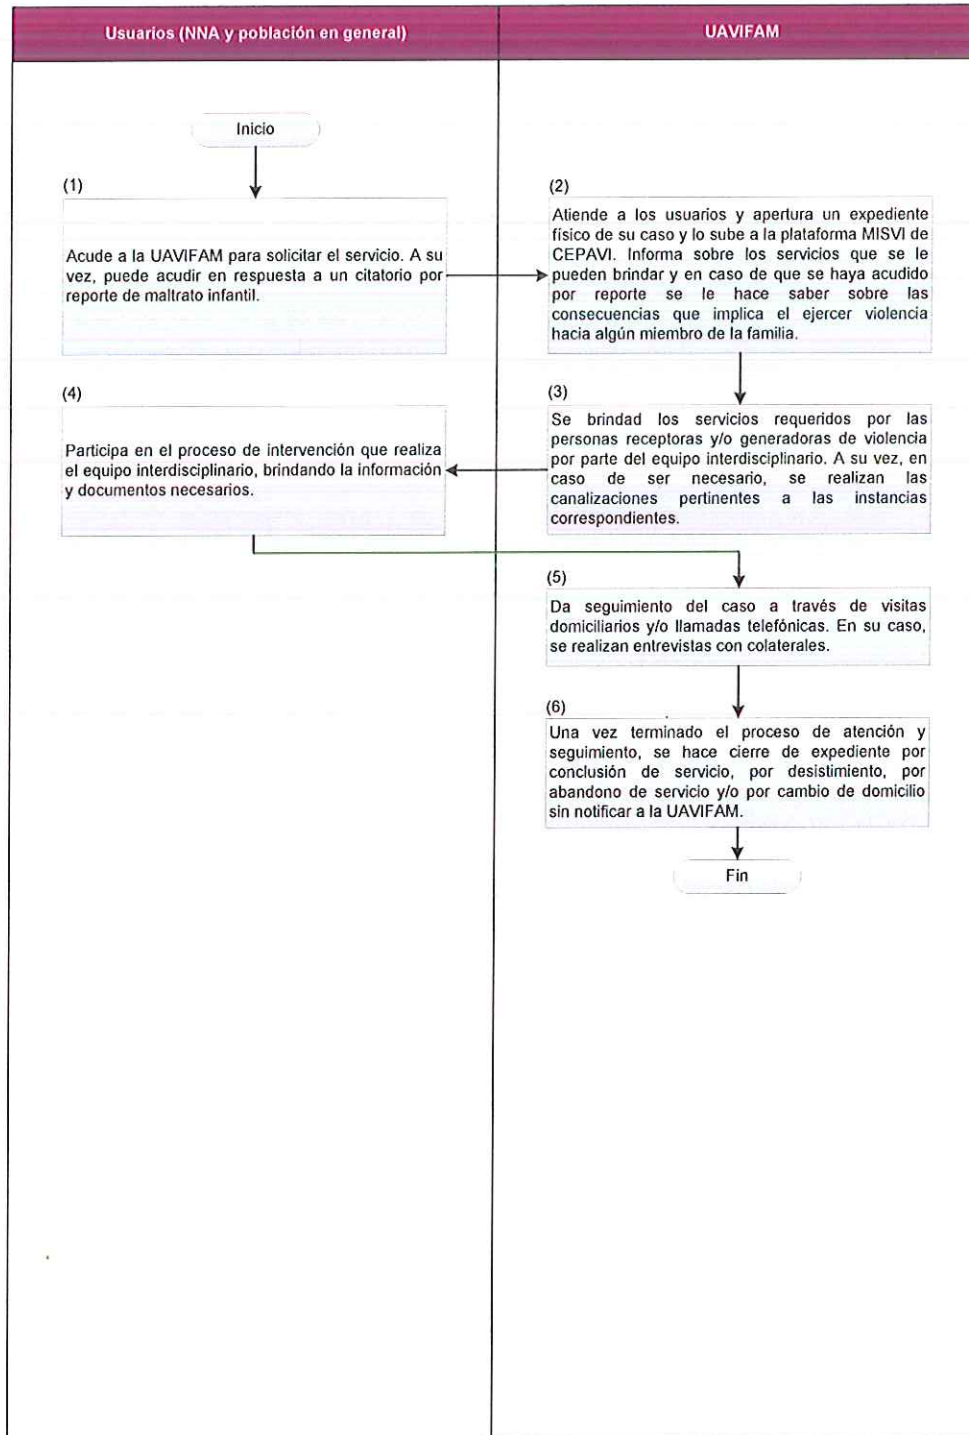 Usuarios (NNA y población en general)
UAVIFAM
Inicio
(1)
Acude a la UAVIFAM para solicitar el servicio. A su
vez, puede acudir en respuesta a un citatorio por
reporte de maltrato infantil.
(2)
Atiende a los usuarios y apertura un expediente
físico de su caso y lo sube a la plataforma MISVI de
CEPAVI. Informa sobre los servicios que se le
pueden brindar y en caso de que se haya acudido
por reporte se le hace saber sobre las
consecuencias que implica el ejercer violencia
hacia algún miembro de la familia.
(4)
Participa en el proceso de intervención que realiza
el equipo interdisciplinario, brindando la información
y documentos necesarios.
(3)
Se brindad los servicios requeridos por las
personas receptoras y/o generadoras de violencia
por parte del equipo interdisciplinario. A su vez, en
caso de ser necesario, se realizan las
canalizaciones pertinentes a las instancias
correspondientes.
(5)
Da seguimiento del caso a través de visitas
domiciliarios y/o llamadas telefónicas. En su caso,
se realizan entrevistas con colaterales.
(6)
Una vez terminado el proceso de atención y
seguimiento, se hace cierre de expediente por
conclusión de servicio, por desistimiento, por
abandono de servicio y/o por cambio de domicilio
sin notificar a la UAVIFAM.
Fin